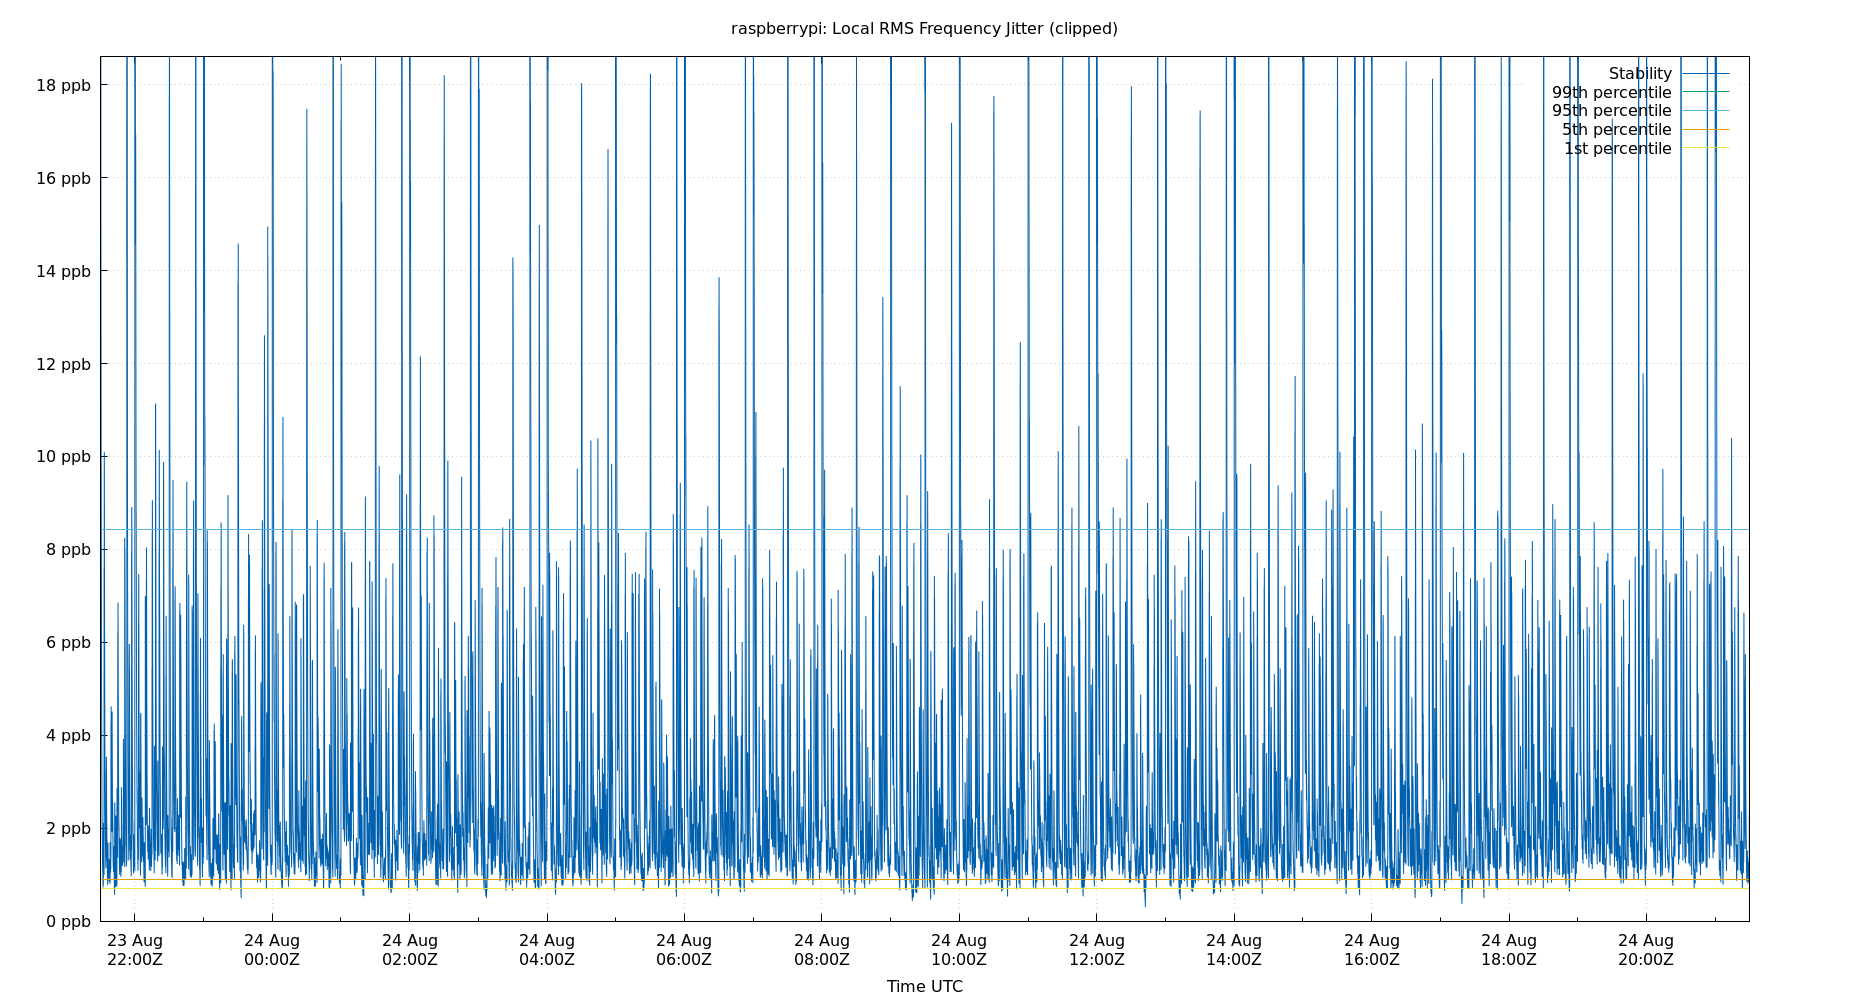 raspberrypi: Local RMS Frequency Jitter (clipped)
Stability
99th percentile
95th percentile
5th percentile
1st percentile
18 ppb
16 ppb
14 ppb
12 ppb
10 ppb
8 ppb
6 ppb
4 ppb
2 ppb
0 ppb
23 Aug 24 Aug 24 Aug 24 Aug 24 Aug 24 Aug 24 Aug 24 Aug 24 Aug 24 Aug 24 Aug 24 Aug
22:00Z 00:00Z 02:00Z 04:00Z 06:00Z 08:00Z 10:00Z 12:00Z 14:00Z 16:00Z 18:00Z 20:00Z
Time UTC